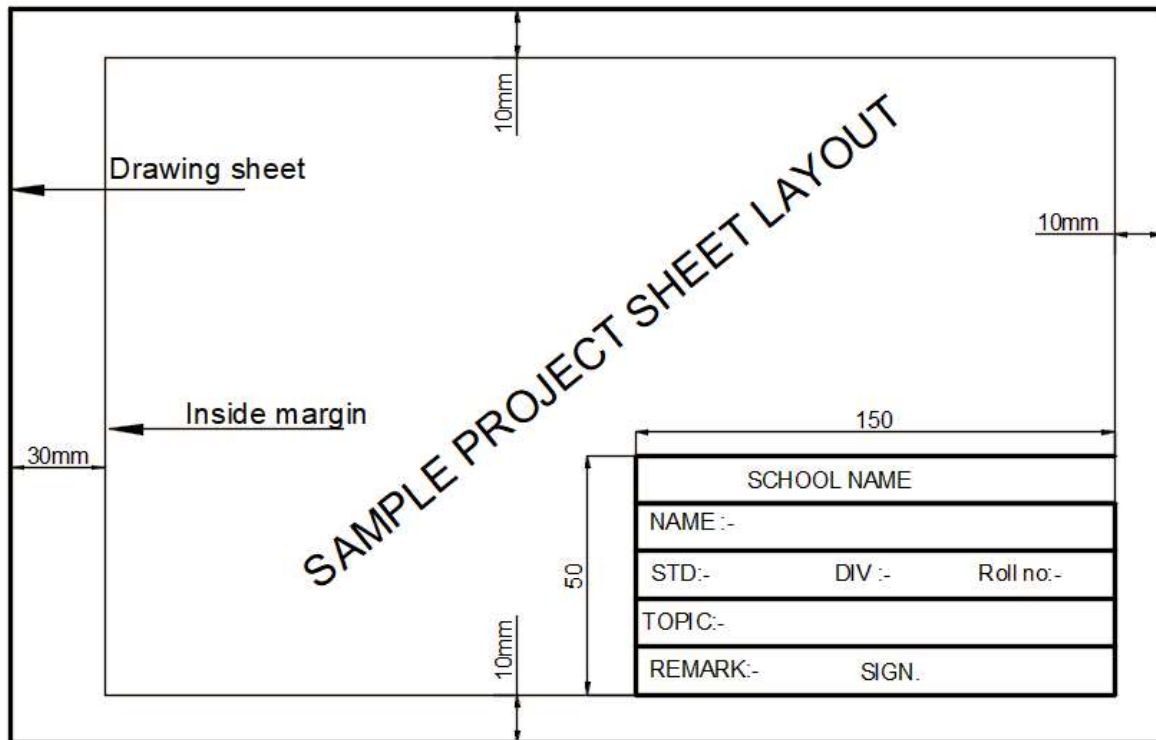 10mm
Drawing sheet
SAMPLE PROJECT SHEET LAYOUT
10mm
Inside margin
30mm
150
50
SCHOOL NAME
NAME :-
STD:- DIV :- Roll no:-
TOPIC:-
REMARK:- SIGN.
10mm